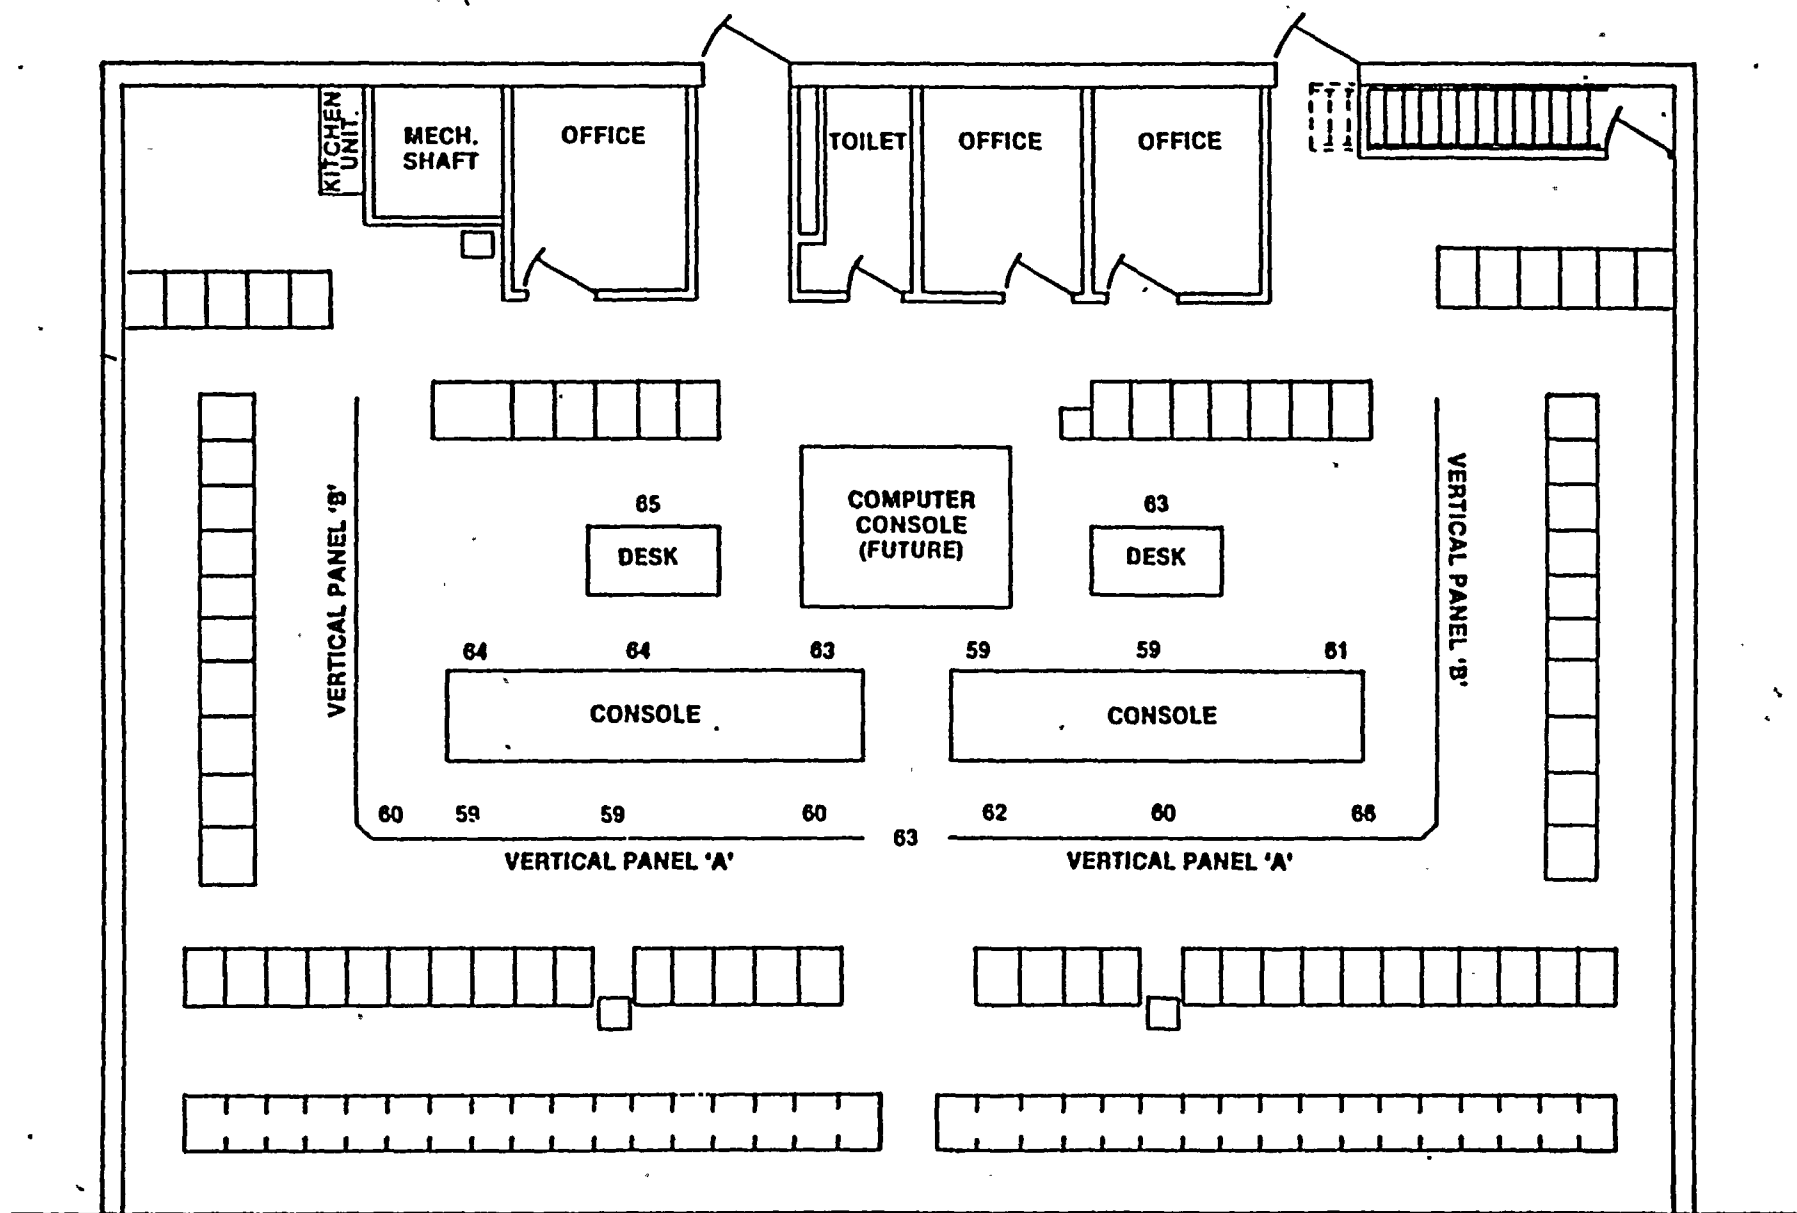 KITCHEN
UNIT.
MECH.
SHAFT
OFFICE
TOILET
OFFICE
OFFICE
65
DESK
COMPUTER
CONSOLE
(FUTURE)
63
DESK
VERTICAL PANEL 'B'
VERTICAL PANEL 'B'
64 64 63 59 59 61
CONSOLE
CONSOLE
60 59 59 60 62 60 66
63
VERTICAL PANEL 'A'
VERTICAL PANEL 'A'